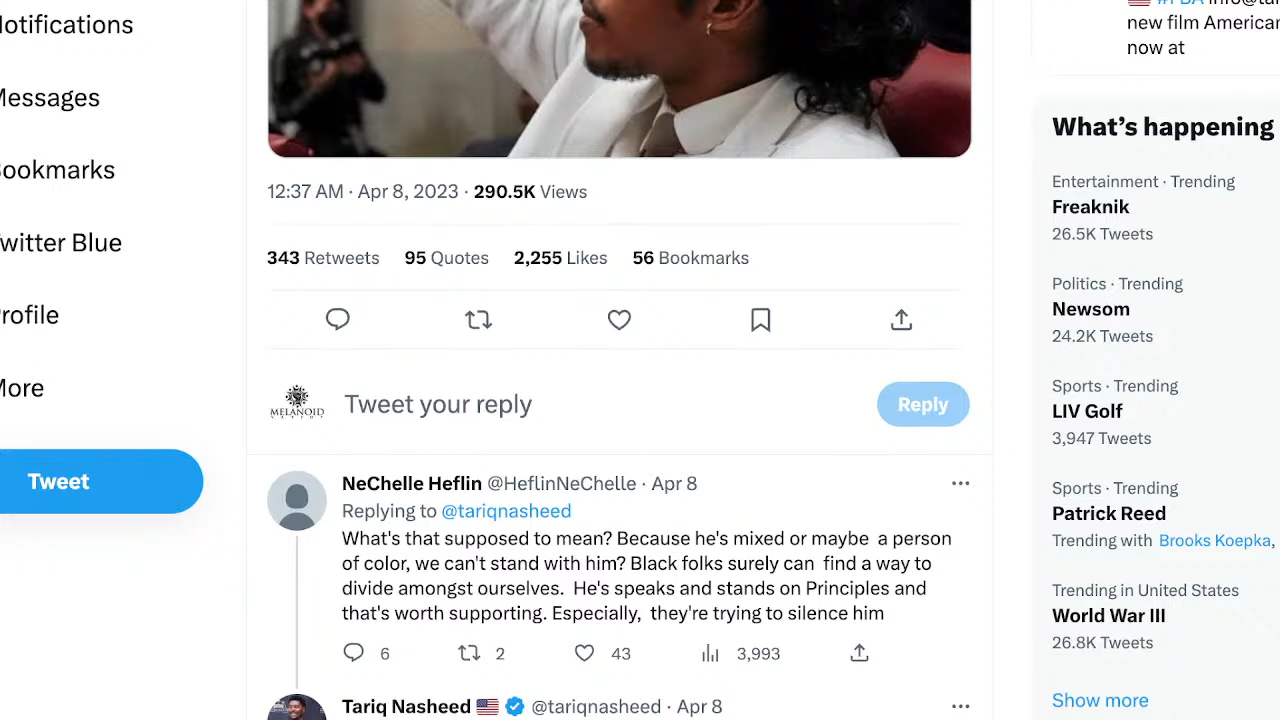 otifications
Messages
ookmarks
witter Blue
rofile
More
Tweet
12:37 AM · Apr 8, 2023 · 290.5K Views
343 Retweets 95 Quotes 2,255 Likes 56 Bookmarks
MELANOID
Tweet your reply
Reply
NeChelle Heflin @HeflinNeChelle · Apr 8
Replying to @tariqnasheed
What's that supposed to mean? Because he's mixed or maybe a person
of color, we can't stand with him? Black folks surely can find a way to
divide amongst ourselves. He's speaks and stands on Principles and
that's worth supporting. Especially, they're trying to silence him
6 2 43 3,993
Tariq Nasheed @tariqnasheed · Apr 8
new film American
now at
What's happening
Entertainment · Trending
Freaknik
26.5K Tweets
Politics · Trending
Newsom
24.2K Tweets
Sports · Trending
LIV Golf
3,947 Tweets
Sports · Trending
Patrick Reed
Trending with Brooks Koepka,
Trending in United States
World War III
26.8K Tweets
Show more